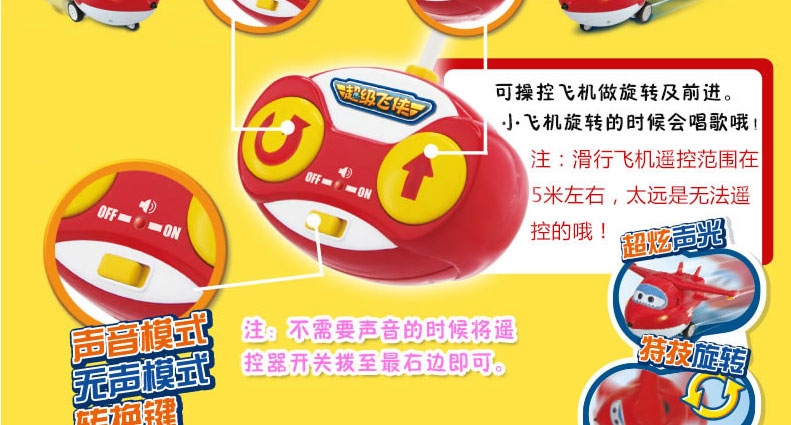 超级飞侠
OFF ON
可操控飞机做旋转及前进。
小飞机旋转的时候会唱歌哦!
注：滑行飞机遥控范围在
5米左右，太远是无法遥
控的哦！
OFF ON
超炫声光
声音模式
无声模式
转换键
注：不需要声音的时候将遥
控器开关拨至最右边即可。
特技旋转